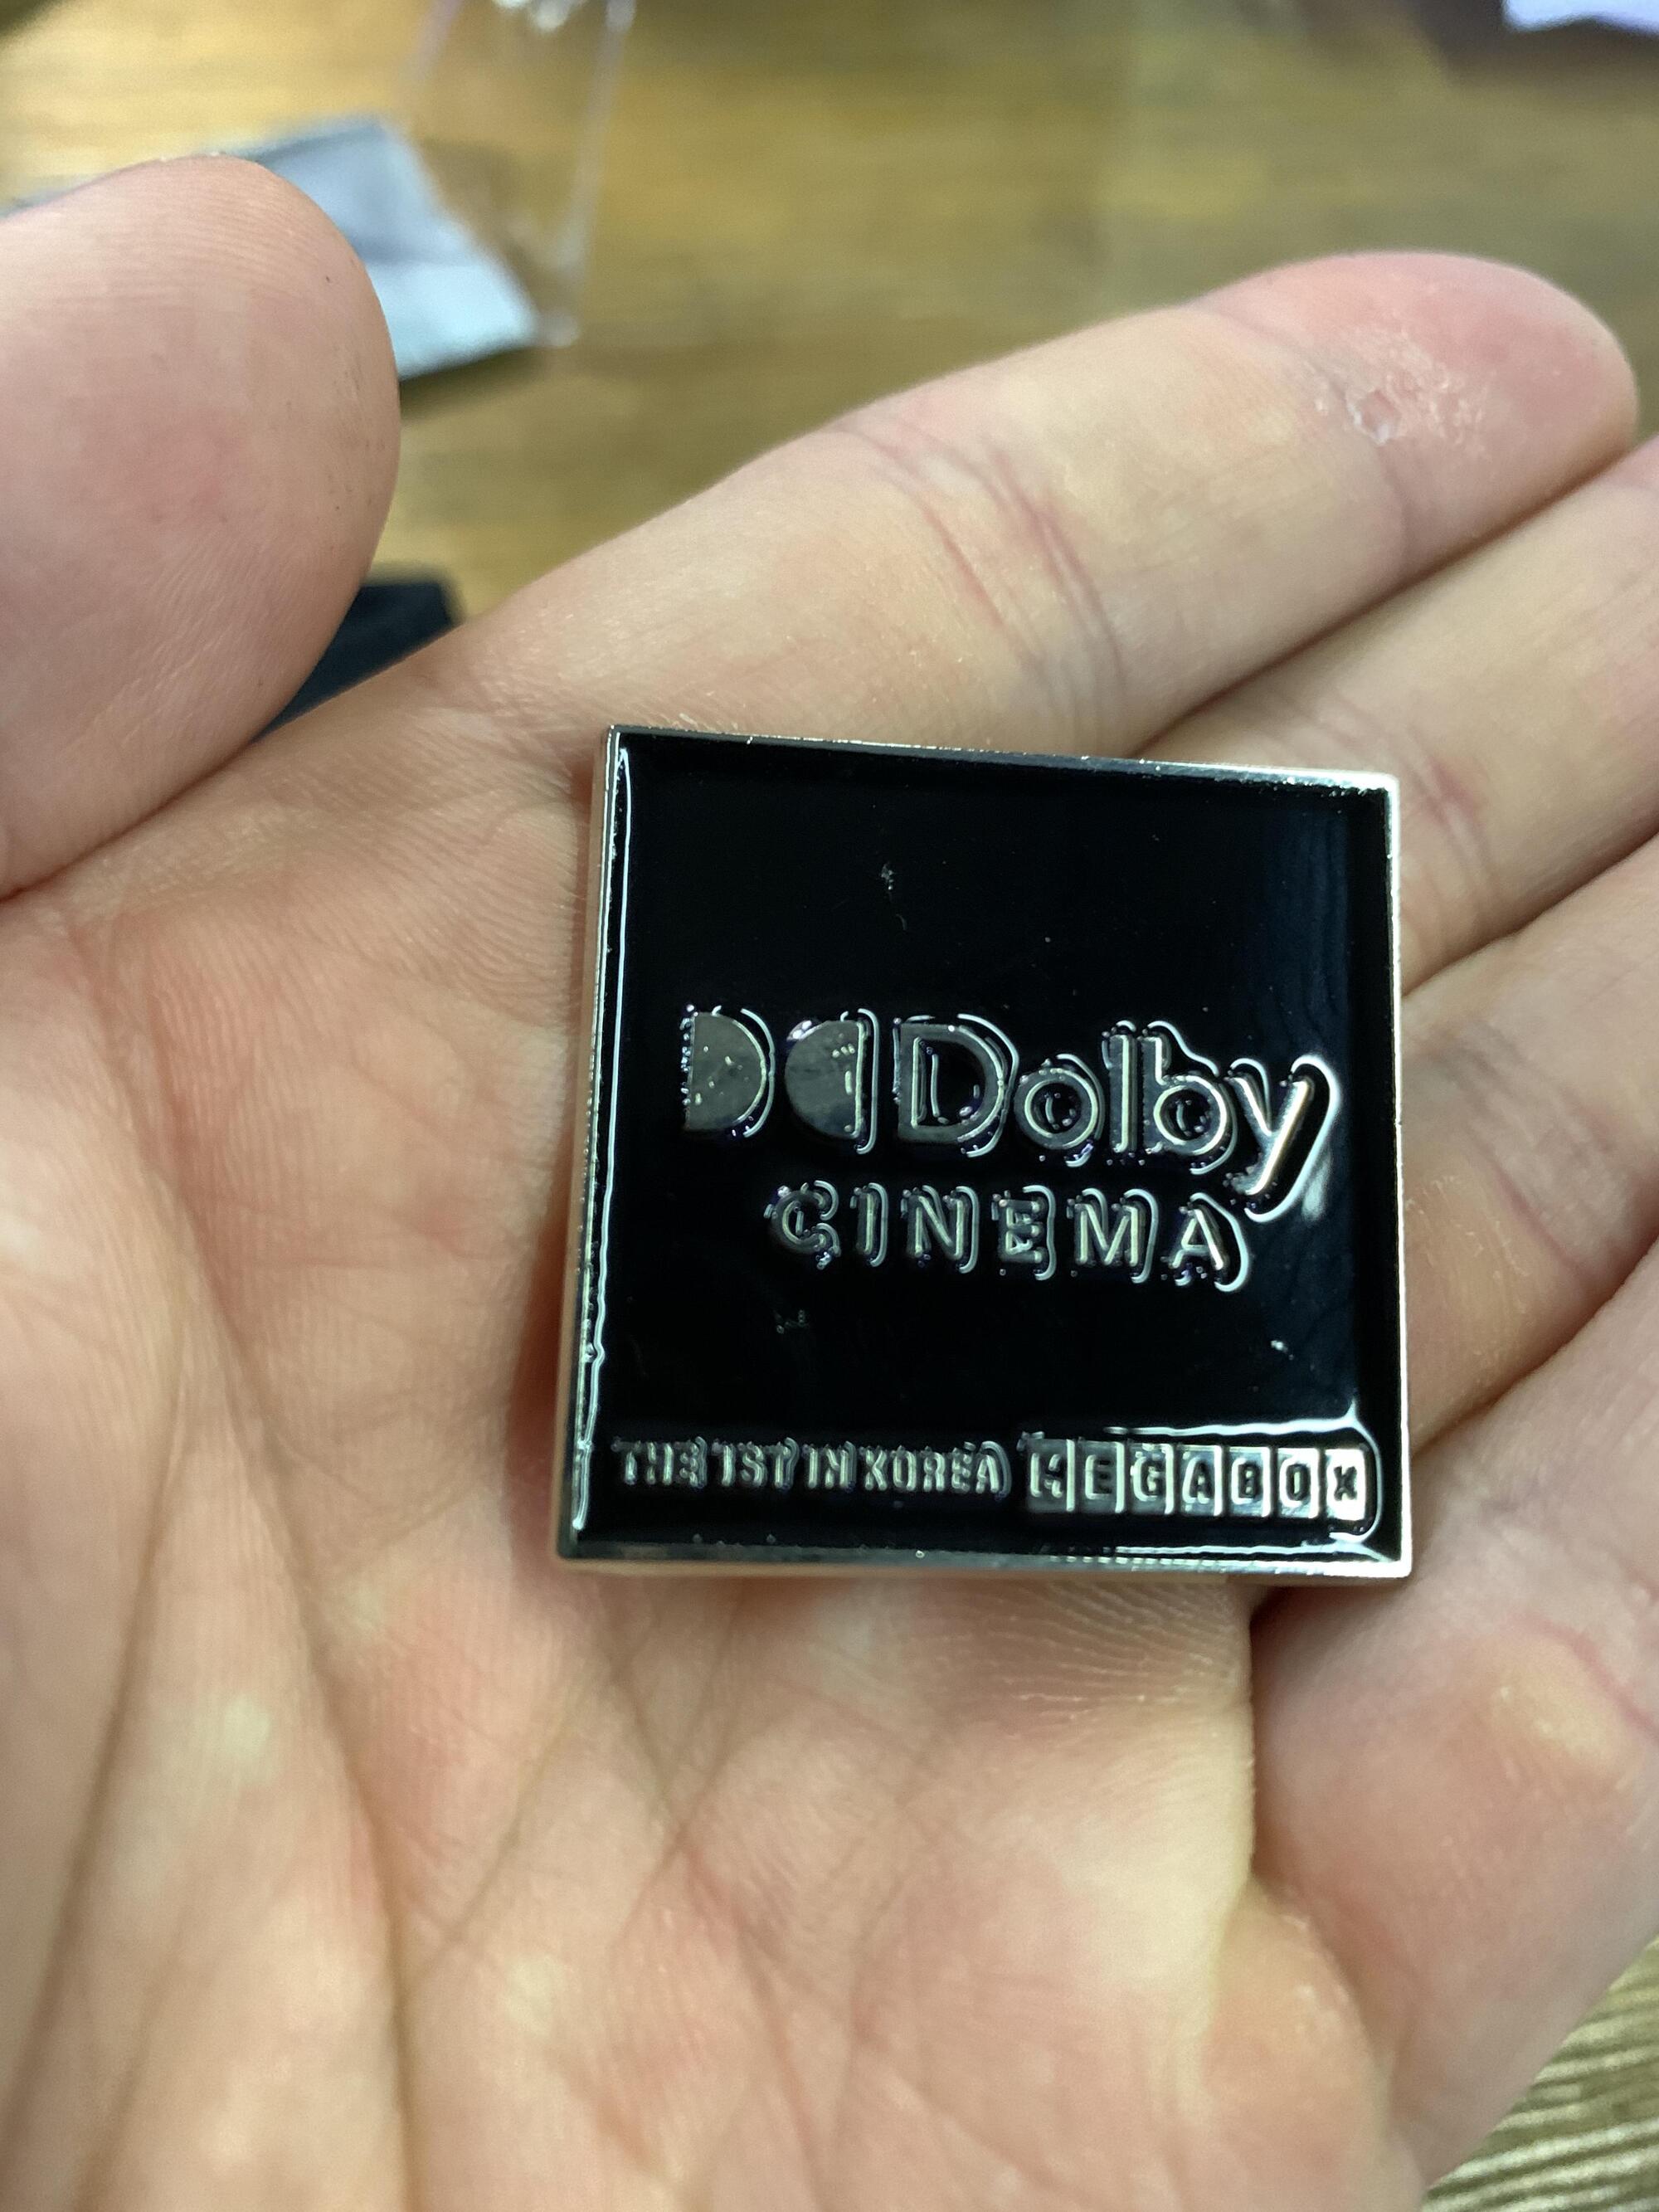 Dolby
CINEMA
THE 1ST IN KOREA MEGABOX